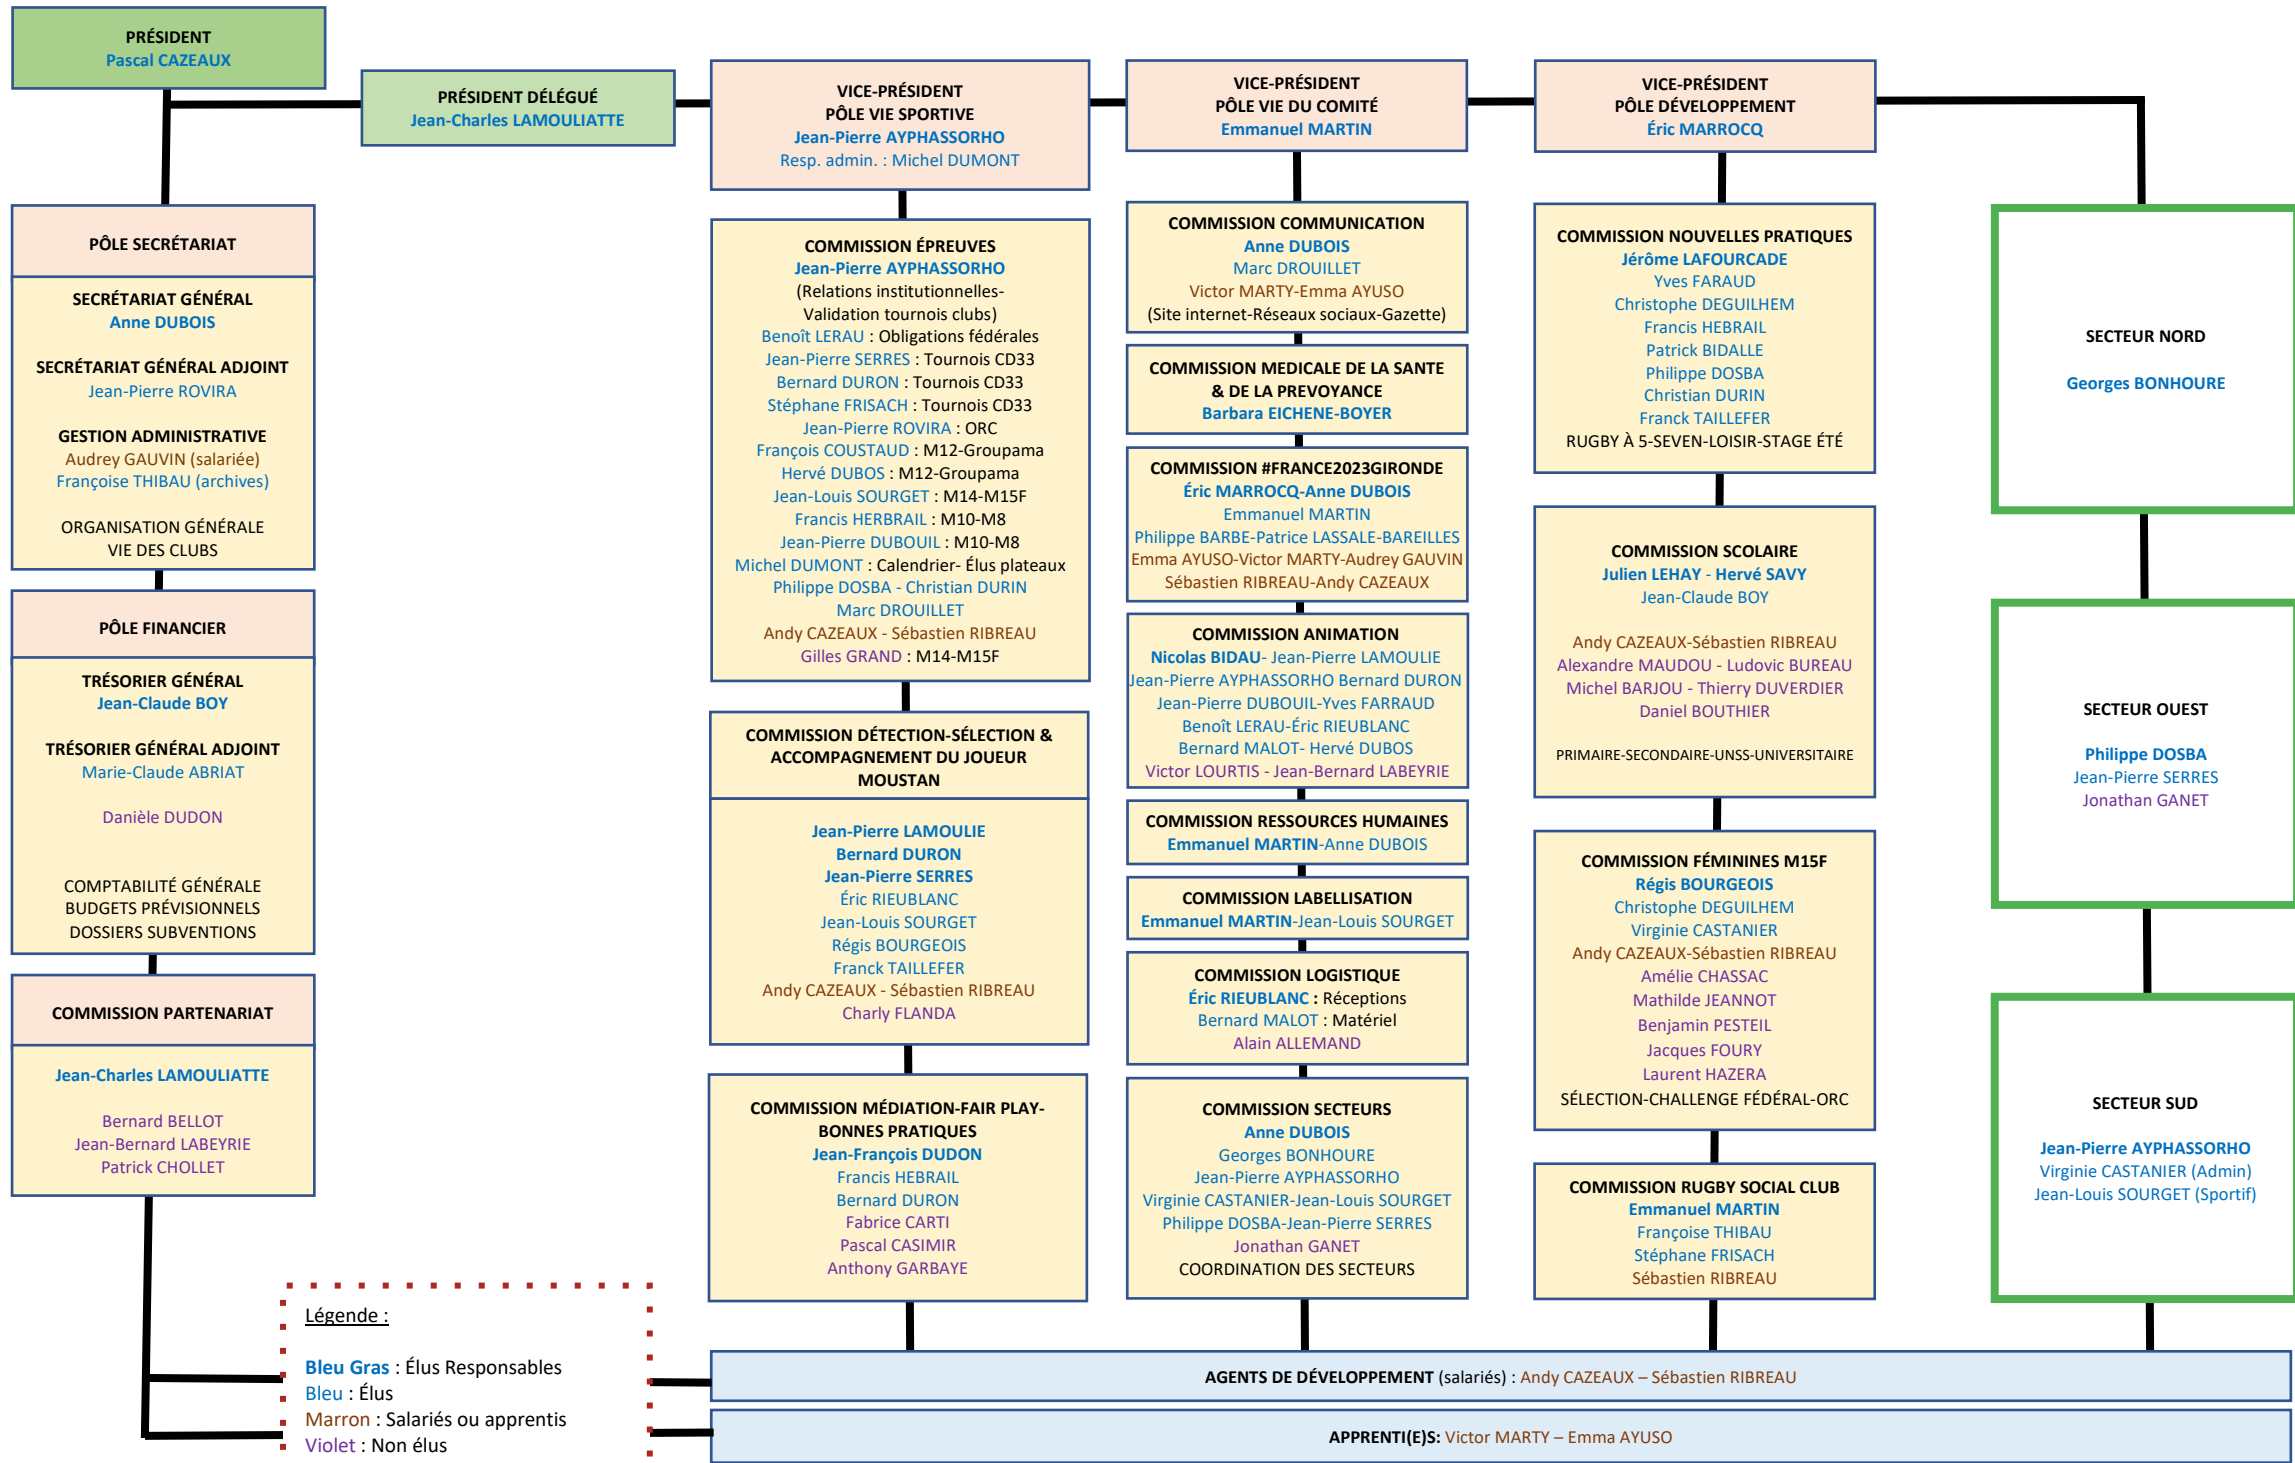 PRÉSIDENT
Pascal CAZEAUX
PRÉSIDENT DÉLÉGUÉ
Jean-Charles LAMOULIATTE
VICE-PRÉSIDENT
PÔLE VIE SPORTIVE
Jean-Pierre AYPHASSORHO
Resp. admin. : Michel DUMONT
VICE-PRÉSIDENT
PÔLE VIE DU COMITÉ
Emmanuel MARTIN
VICE-PRÉSIDENT
PÔLE DÉVELOPPEMENT
Éric MARROCQ
PÔLE SECRÉTARIAT
SECRÉTARIAT GÉNÉRAL
Anne DUBOIS
SECRÉTARIAT GÉNÉRAL ADJOINT
Jean-Pierre ROVIRA
GESTION ADMINISTRATIVE
Audrey GAUVIN (salariée)
Françoise THIBAU (archives)
ORGANISATION GÉNÉRALE
VIE DES CLUBS
PÔLE FINANCIER
TRÉSORIER GÉNÉRAL
Jean-Claude BOY
TRÉSORIER GÉNÉRAL ADJOINT
Marie-Claude ABRIAT
Danièle DUDON
COMPTABILITÉ GÉNÉRALE
BUDGETS PRÉVISIONNELS
DOSSIERS SUBVENTIONS
COMMISSION PARTENARIAT
Jean-Charles LAMOULIATTE
Bernard BELLOT
Jean-Bernard LABEYRIE
Patrick CHOLLET
COMMISSION ÉPREUVES
Jean-Pierre AYPHASSORHO
(Relations institutionnelles-
Validation tournois clubs)
Benoît LERAU : Obligations fédérales
Jean-Pierre SERRES : Tournois CD33
Bernard DURON : Tournois CD33
Stéphane FRISACH : Tournois CD33
Jean-Pierre ROVIRA : ORC
François COUSTAUD : M12-Groupama
Hervé DUBOS : M12-Groupama
Jean-Louis SOURGET : M14-M15F
Francis HERBRAIL : M10-M8
Jean-Pierre DUBOUIL : M10-M8
Michel DUMONT : Calendrier- Élus plateaux
Philippe DOSBA - Christian DURIN
Marc DROUILLET
Andy CAZEAUX - Sébastien RIBREAU
Gilles GRAND : M14-M15F
COMMISSION DÉTECTION-SÉLECTION &
ACCOMPAGNEMENT DU JOUEUR
MOUSTAN
Jean-Pierre LAMOULIE
Bernard DURON
Jean-Pierre SERRES
Éric RIEUBLANC
Jean-Louis SOURGET
Régis BOURGEOIS
Franck TAILLEFER
Andy CAZEAUX - Sébastien RIBREAU
Charly FLANDA
COMMISSION MÉDIATION-FAIR PLAY-
BONNES PRATIQUES
Jean-François DUDON
Francis HEBRAIL
Bernard DURON
Fabrice CARTI
Pascal CASIMIR
Anthony GARBAYE
COMMISSION COMMUNICATION
Anne DUBOIS
Marc DROUILLET
Victor MARTY-Emma AYUSO
(Site internet-Réseaux sociaux-Gazette)
COMMISSION MEDICALE DE LA SANTE
& DE LA PREVOYANCE
Barbara EICHENE-BOYER
COMMISSION #FRANCE2023GIRONDE
Éric MARROCQ-Anne DUBOIS
Emmanuel MARTIN
Philippe BARBE-Patrice LASSALE-BAREILLES
Emma AYUSO-Victor MARTY-Audrey GAUVIN
Sébastien RIBREAU-Andy CAZEAUX
COMMISSION ANIMATION
Nicolas BIDAU- Jean-Pierre LAMOULIE
Jean-Pierre AYPHASSORHO Bernard DURON
Jean-Pierre DUBOUIL-Yves FARRAUD
Benoît LERAU-Éric RIEUBLANC
Bernard MALOT- Hervé DUBOS
Victor LOURTIS - Jean-Bernard LABEYRIE
COMMISSION RESSOURCES HUMAINES
Emmanuel MARTIN-Anne DUBOIS
COMMISSION LABELLISATION
Emmanuel MARTIN-Jean-Louis SOURGET
COMMISSION LOGISTIQUE
Éric RIEUBLANC : Réceptions
Bernard MALOT : Matériel
Alain ALLEMAND
COMMISSION SECTEURS
Anne DUBOIS
Georges BONHOURE
Jean-Pierre AYPHASSORHO
Virginie CASTANIER-Jean-Louis SOURGET
Philippe DOSBA-Jean-Pierre SERRES
Jonathan GANET
COORDINATION DES SECTEURS
COMMISSION NOUVELLES PRATIQUES
Jérôme LAFOURCADE
Yves FARAUD
Christophe DEGUILHEM
Francis HEBRAIL
Patrick BIDALLE
Philippe DOSBA
Christian DURIN
Franck TAILLEFER
RUGBY À 5-SEVEN-LOISIR-STAGE ÉTÉ
COMMISSION SCOLAIRE
Julien LEHAY - Hervé SAVY
Jean-Claude BOY
Andy CAZEAUX-Sébastien RIBREAU
Alexandre MAUDOU - Ludovic BUREAU
Michel BARJOU - Thierry DUVERDIER
Daniel BOUTHIER
PRIMAIRE-SECONDAIRE-UNSS-UNIVERSITAIRE
COMMISSION FÉMININES M15F
Régis BOURGEOIS
Christophe DEGUILHEM
Virginie CASTANIER
Andy CAZEAUX-Sébastien RIBREAU
Amélie CHASSAC
Mathilde JEANNOT
Benjamin PESTEIL
Jacques FOURY
Laurent HAZERA
SÉLECTION-CHALLENGE FÉDÉRAL-ORC
COMMISSION RUGBY SOCIAL CLUB
Emmanuel MARTIN
Françoise THIBAU
Stéphane FRISACH
Sébastien RIBREAU
SECTEUR NORD
Georges BONHOURE
SECTEUR OUEST
Philippe DOSBA
Jean-Pierre SERRES
Jonathan GANET
SECTEUR SUD
Jean-Pierre AYPHASSORHO
Virginie CASTANIER (Admin)
Jean-Louis SOURGET (Sportif)
Légende :
Bleu Gras : Élus Responsables
Bleu : Élus
Marron : Salariés ou apprentis
Violet : Non élus
AGENTS DE DÉVELOPPEMENT (salariés) : Andy CAZEAUX – Sébastien RIBREAU
APPRENTI(E)S: Victor MARTY – Emma AYUSO